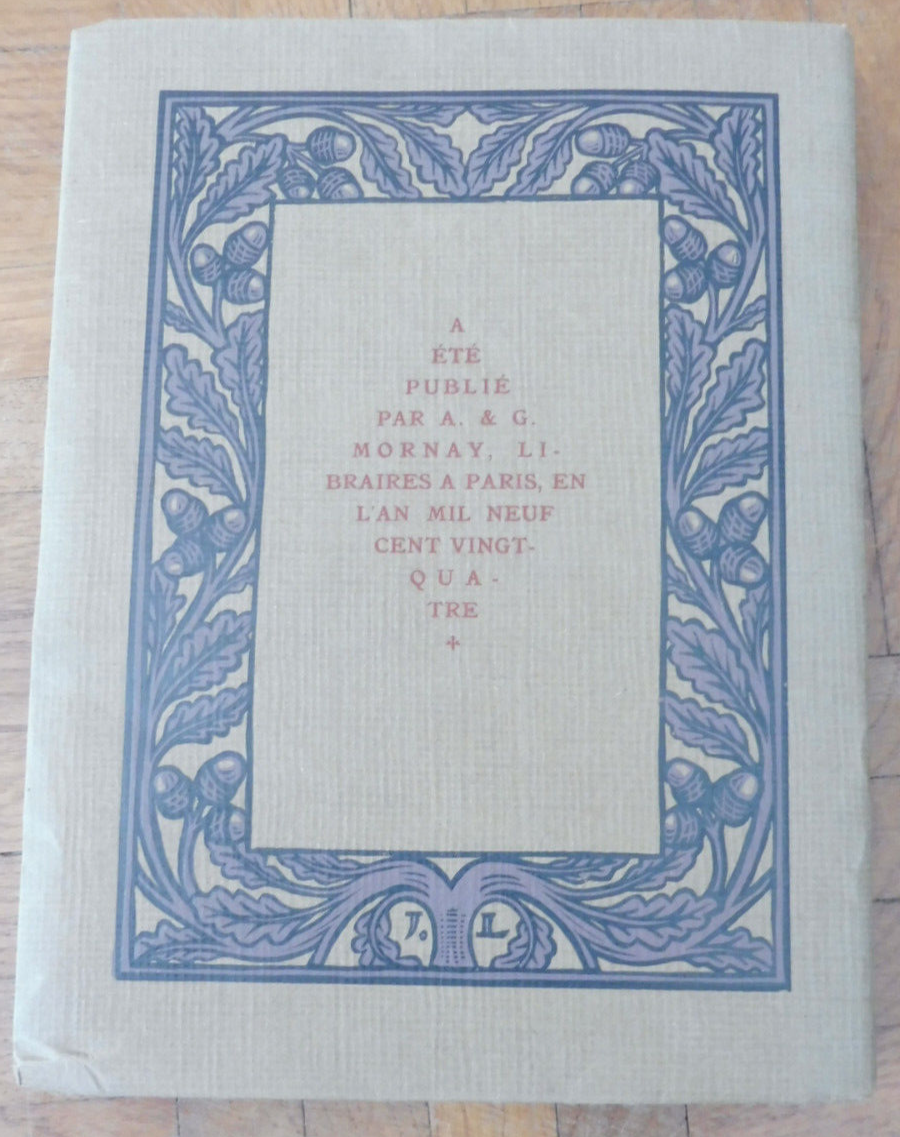 A
ÉTÉ
PUBLIÉ
PAR A. & G.
MORNAY, LI-
BRAIRES A PARIS, EN
L'AN MIL NEUF
CENT VINGT-
QUA-
TRE
J. L